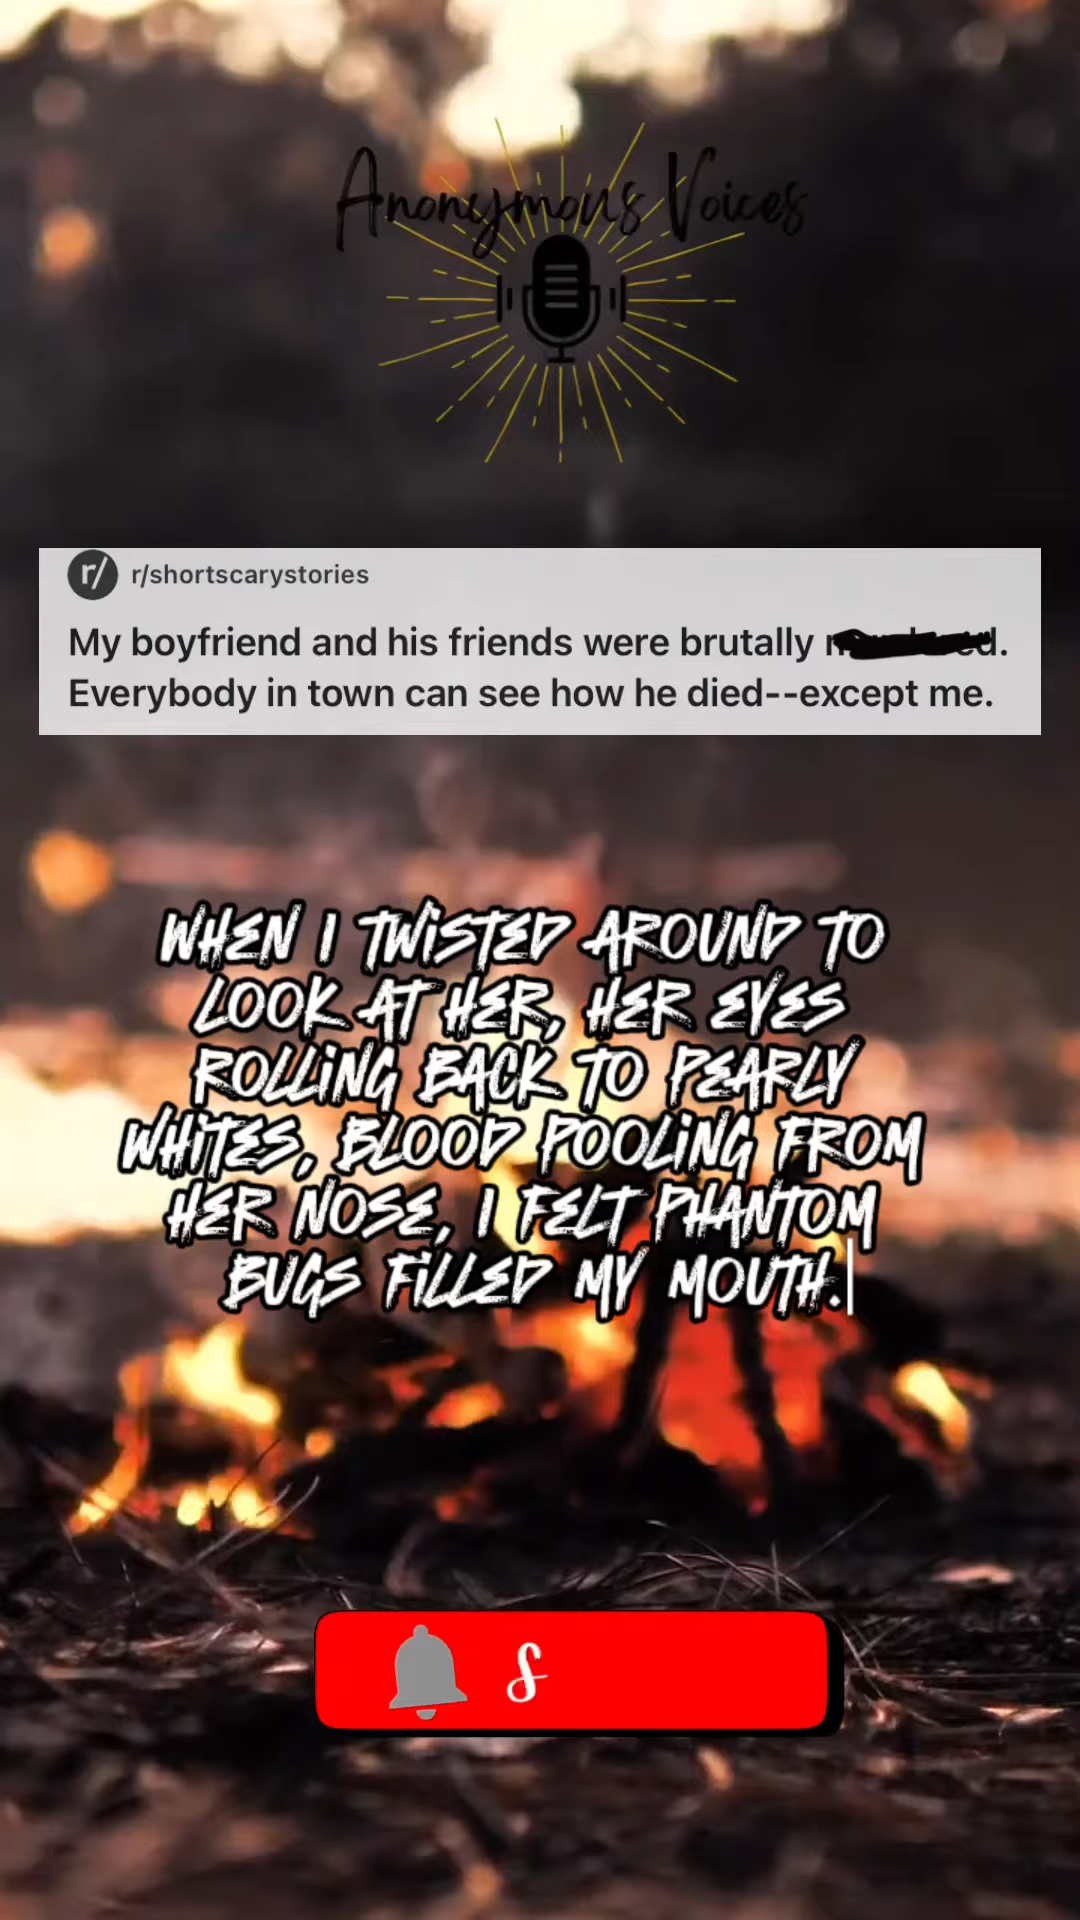 Anonymous Voices
r/ r/shortscarystories
My boyfriend and his friends were brutally
Everybody in town can see how he died--except me.
WHEN I TWISTED AROUND TO
LOOK AT HER, HER EYES
ROLLING BACK TO PEARLY
WHITES, BLOOD POOLING FROM
HER NOSE, I FELT PHANTOM
BUGS FILLED MY MOUTH.
S